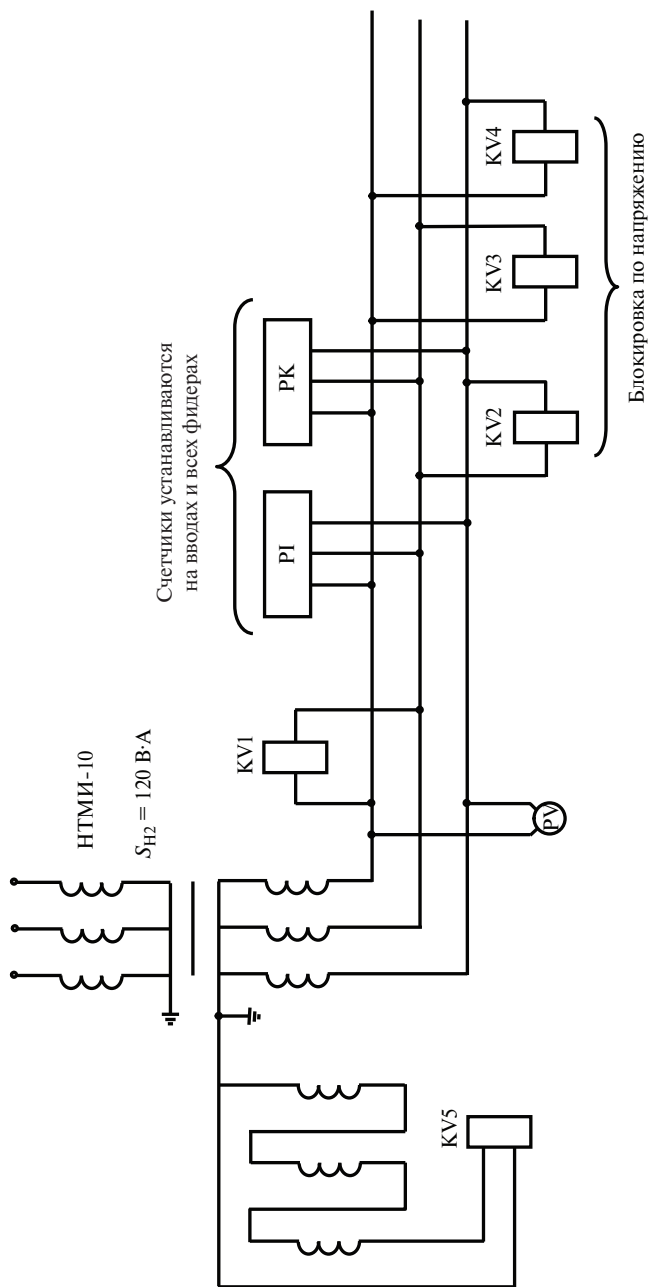 НТМИ-10
S_Н2 = 120 В·А
KV1
Счетчики устанавливаются
на вводах и всех фидерах
PI
PK
KV5
PV
KV2
KV3
KV4
Блокировка по напряжению